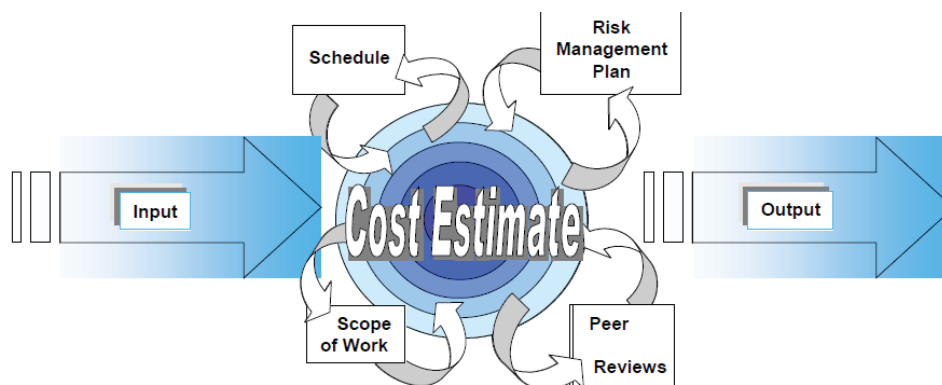 Schedule
Risk
Management
Plan
Input
Cost Estimate
Output
Scope
of Work
Peer
Reviews